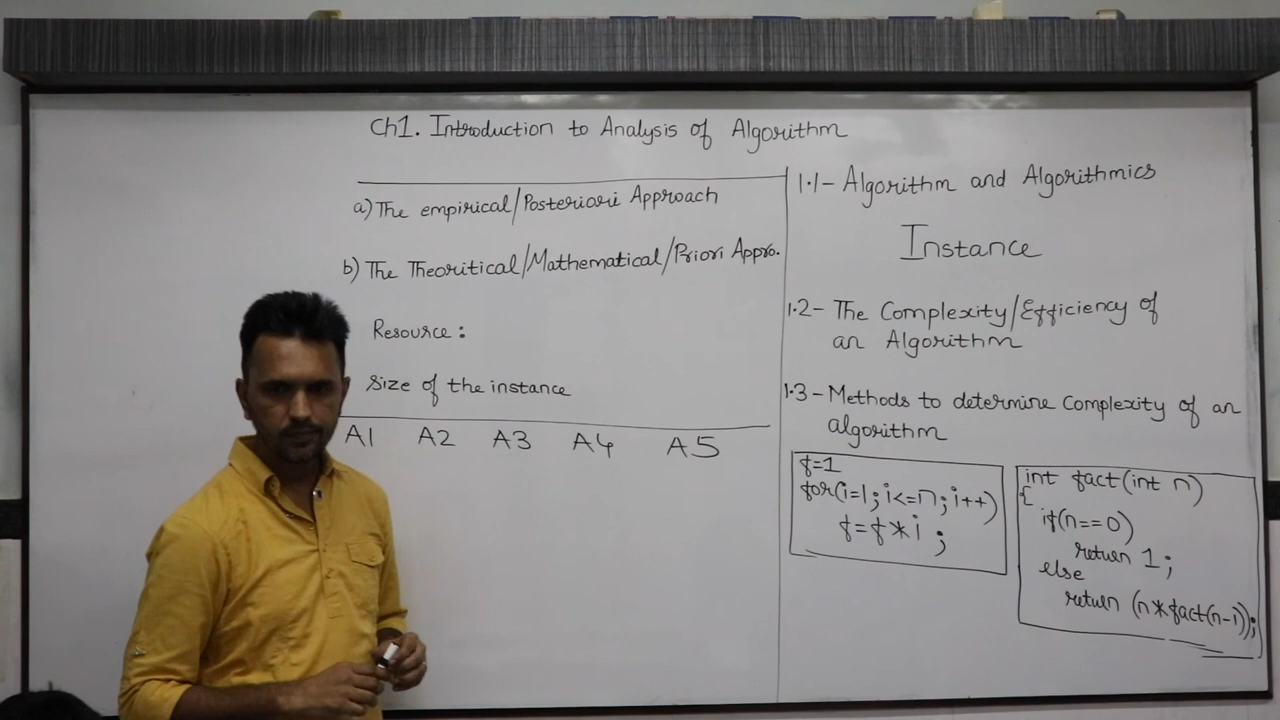 Ch1. Introduction to Analysis of Algorithm
a) The empirical/Posteriori Approach
b) The Theoritical/Mathematical/Priori Appro.
Resource:
Size of the instance
A1 A2 A3 A4 A5
1.1- Algorithm and Algorithmics
Instance
1.2- The Complexity/Efficiency of
an Algorithm
1.3- Methods to determine Complexity of an
algorithm
f=1
for(i=1; i<=n; i++)
f=f*i;
int fact(int n)
{
if(n==0)
return 1;
else
return (n*fact(n-1));